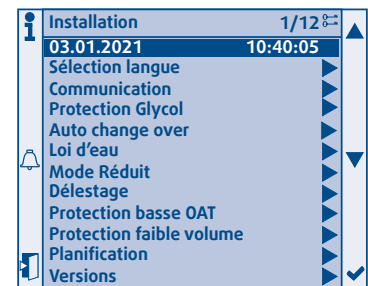 Installation 1/12
03.01.2021 10:40:05
Sélection langue
Communication
Protection Glycol
Auto change over
Loi d'eau
Mode Réduit
Délestage
Protection basse OAT
Protection faible volume
Planification
Versions